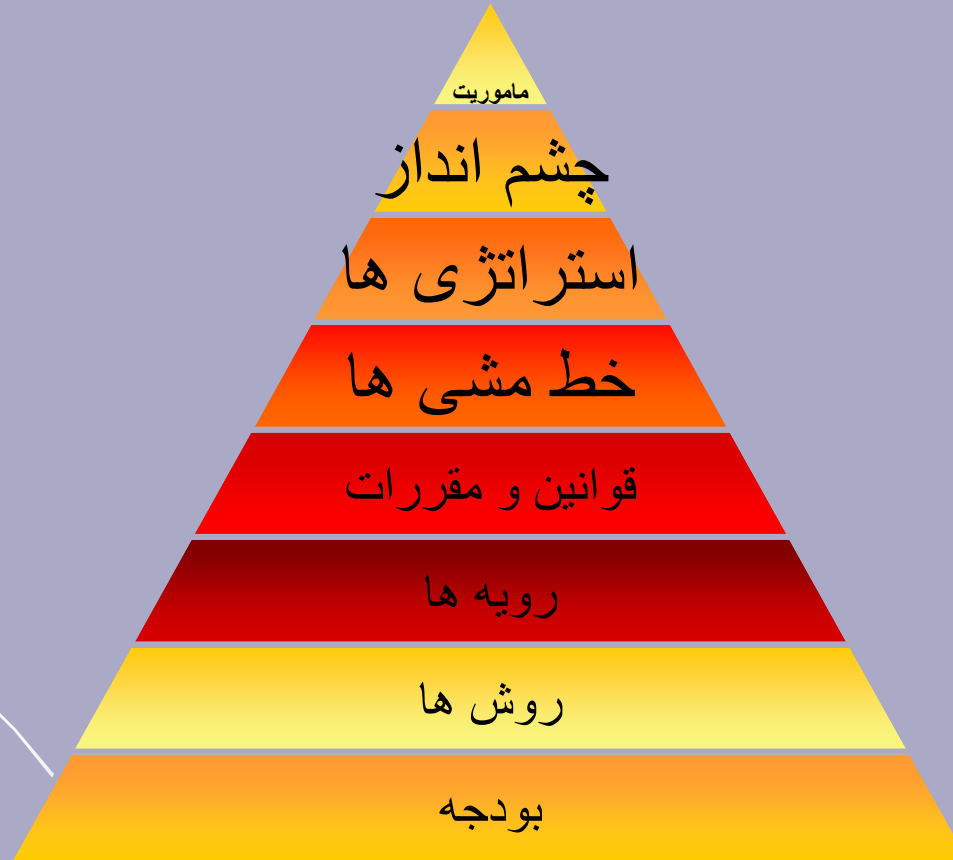 ماموریت
چشم انداز
استراتژی ها
خط مشی ها
قوانین و مقررات
رویه ها
روش ها
بودجه